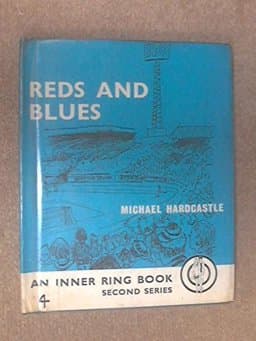 REDS AND
BLUES
MICHAEL HARDCASTLE
AN INNER RING BOOK
SECOND SERIES
4